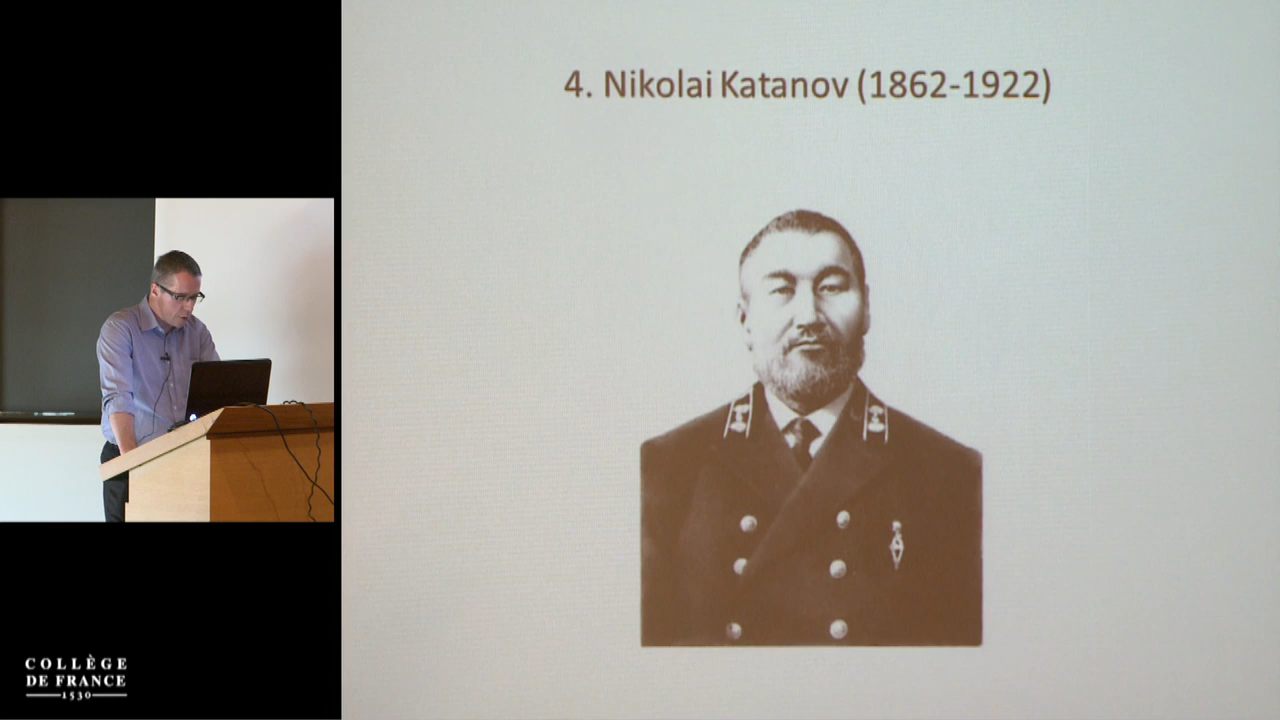 4. Nikolai Katanov (1862-1922)
COLLÈGE
DE FRANCE
1530